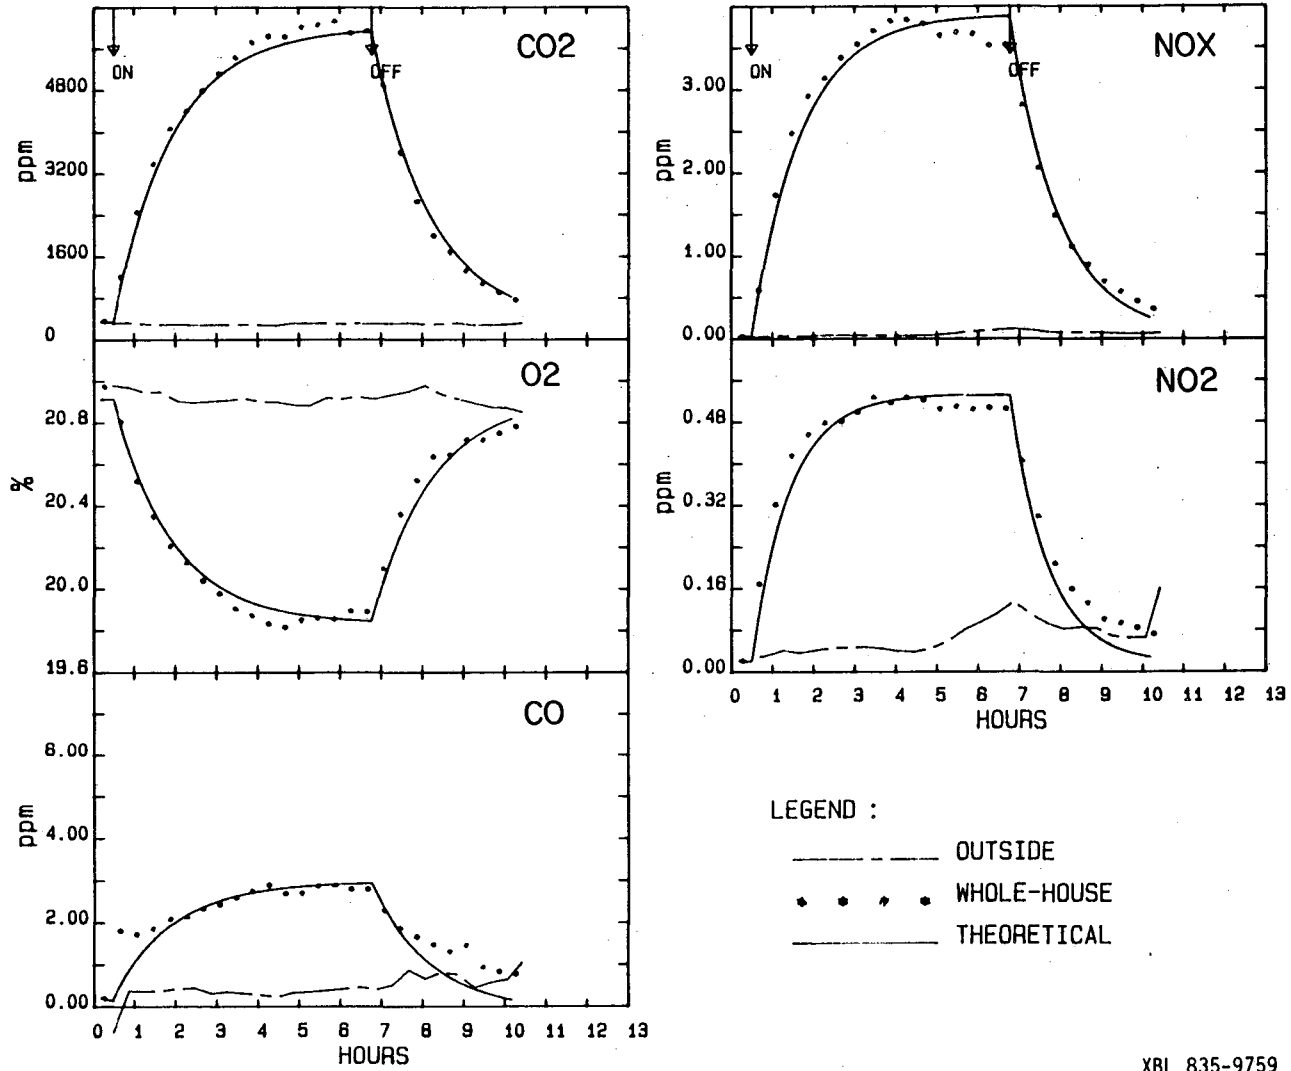 CO2
ON
OFF
4800
3200
1600
0
ppm
O2
20.8
20.4
20.0
19.6
%
CO
6.00
4.00
2.00
0.00
ppm
0 1 2 3 4 5 6 7 8 9 10 11 12 13
HOURS
NOX
ON
OFF
3.00
2.00
1.00
0.00
ppm
NO2
0.48
0.32
0.16
0.00
ppm
0 1 2 3 4 5 6 7 8 9 10 11 12 13
HOURS
LEGEND :
OUTSIDE
WHOLE-HOUSE
THEORETICAL
XBL 835-9759